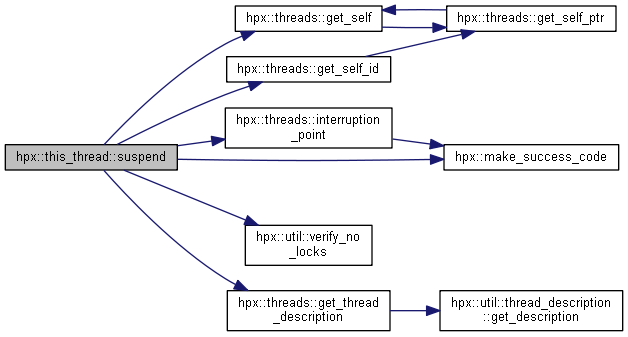 hpx::threads::get_self
hpx::threads::get_self_ptr
hpx::threads::get_self_id
hpx::threads::interruption
_point
hpx::this_thread::suspend
hpx::make_success_code
hpx::util::verify_no
_locks
hpx::threads::get_thread
_description
hpx::util::thread_description
::get_description